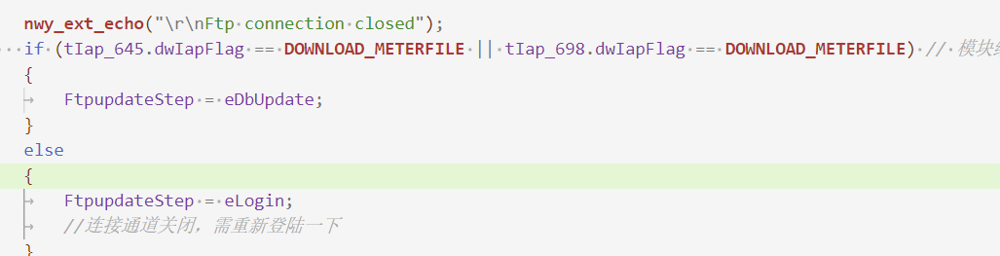 nwy_ext_echo("\r\nFtp connection closed");
if (tIap_645.dwIapFlag == DOWNLOAD_METERFILE || tIap_698.dwIapFlag == DOWNLOAD_METERFILE) // 模块
{
FtpupdateStep = eDbUpdate;
}
else
{
FtpupdateStep = eLogin;
//连接通道关闭，需重新登陆一下
}